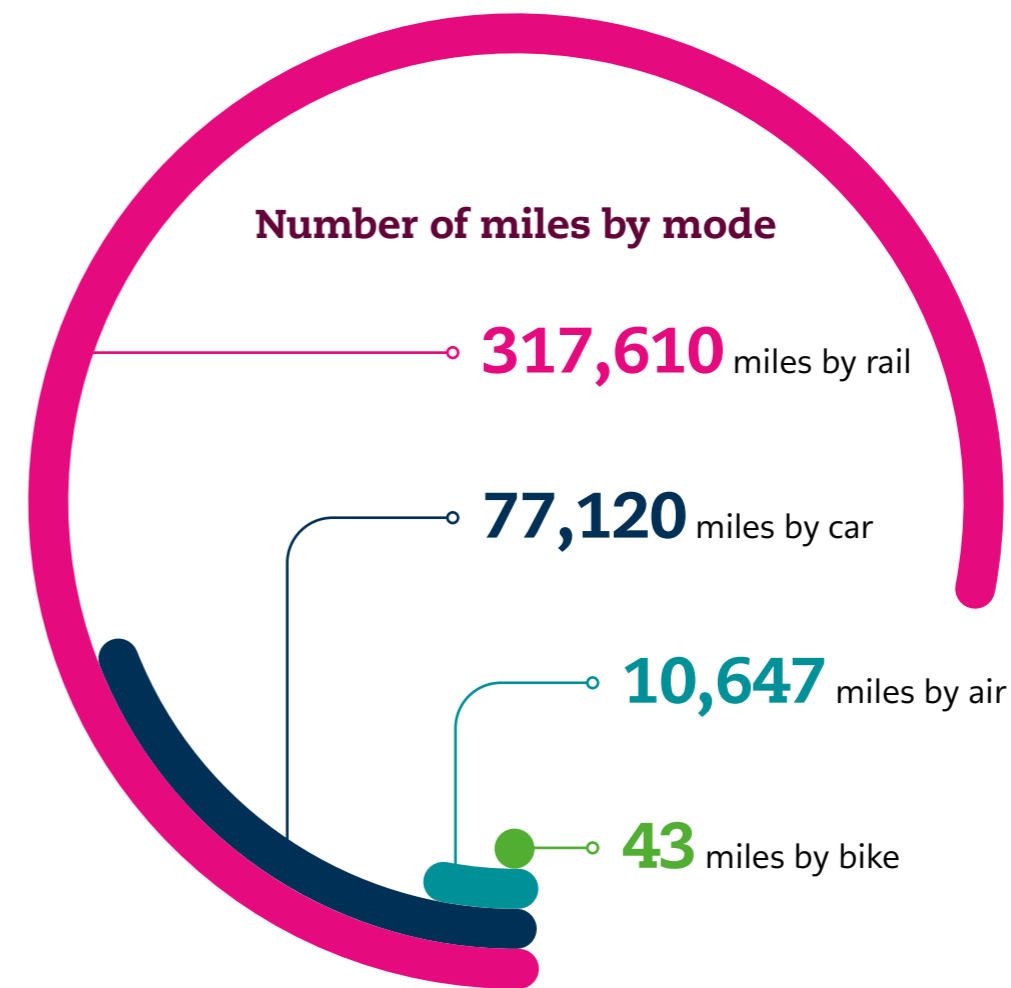 Number of miles by mode
317,610 miles by rail
77,120 miles by car
10,647 miles by air
43 miles by bike